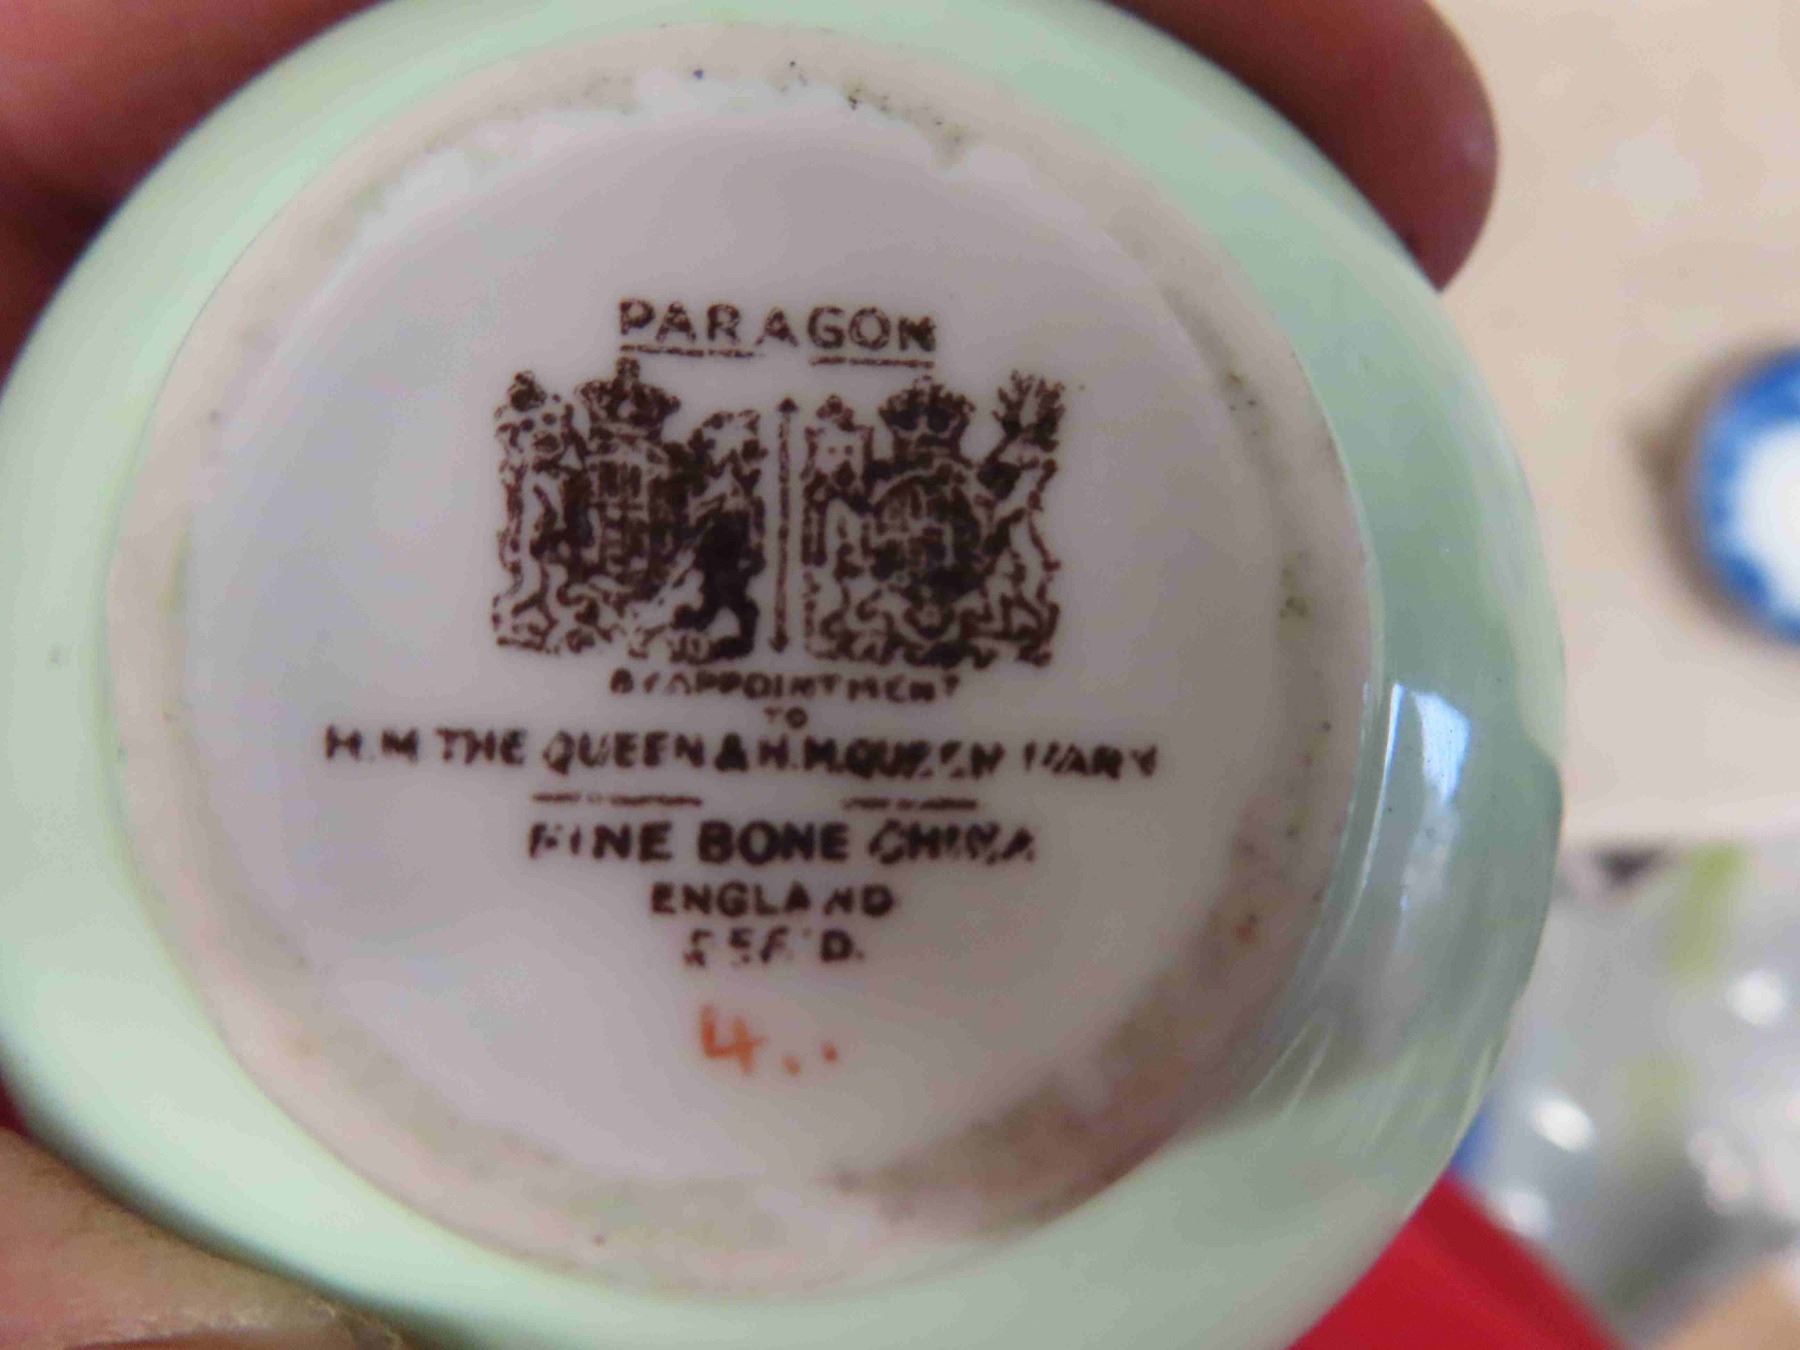 PARAGON
BY APPOINTMENT
TO
H.M THE QUEEN & H.M.QUEEN MARY
FINE BONE CHINA
ENGLAND
REG'D.
4..